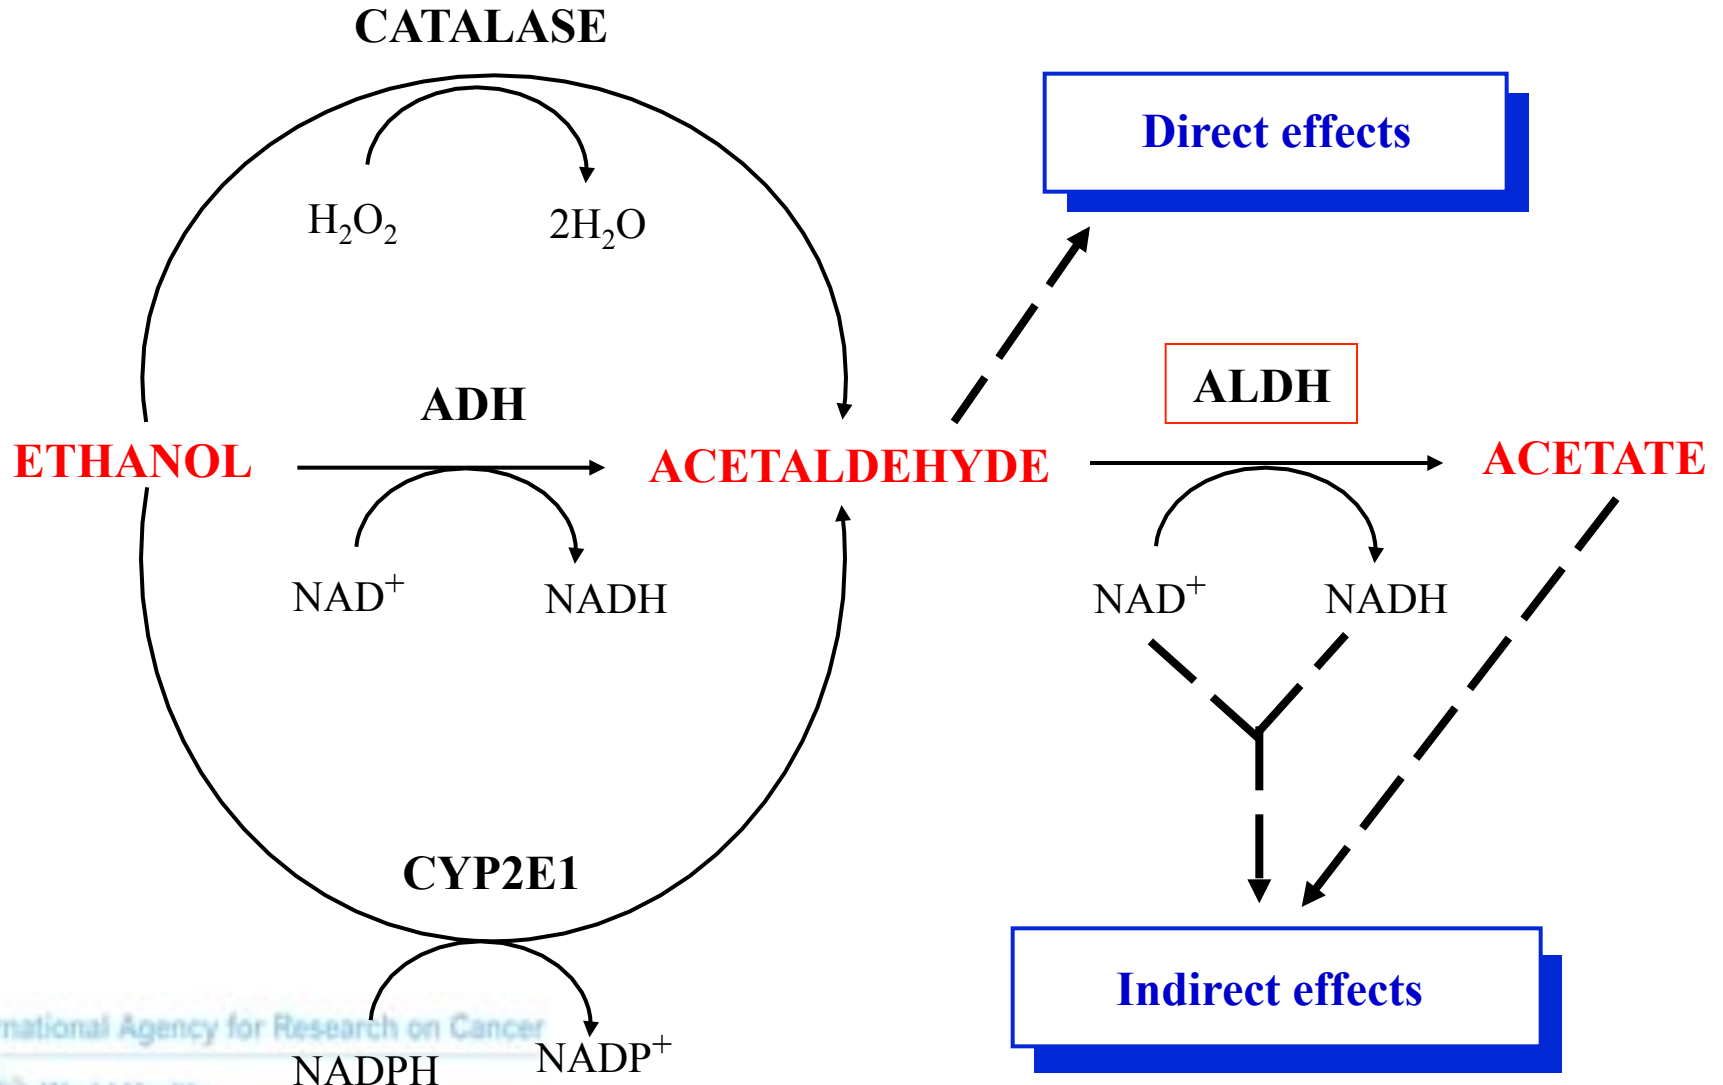 CATALASE
Direct effects
H₂O₂
2H₂O
ADH
ALDH
ETHANOL
ACETALDEHYDE
ACETATE
NAD⁺
NADH
NAD⁺
NADH
CYP2E1
Indirect effects
Agency for Research on Cancer
NADPH
NADP⁺